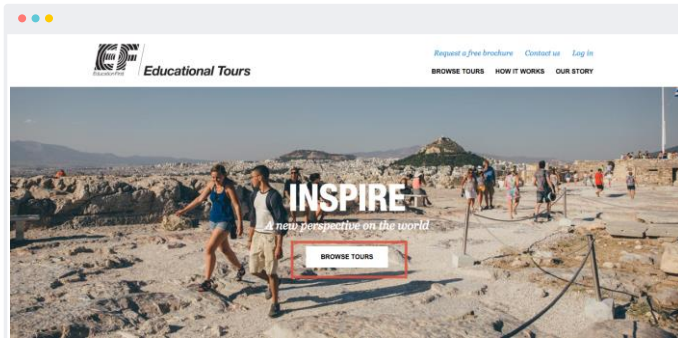 EF
Education First
Educational Tours
Request a free brochure Contact us Log in
BROWSE TOURS HOW IT WORKS OUR STORY
INSPIRE
A new perspective on the world
BROWSE TOURS